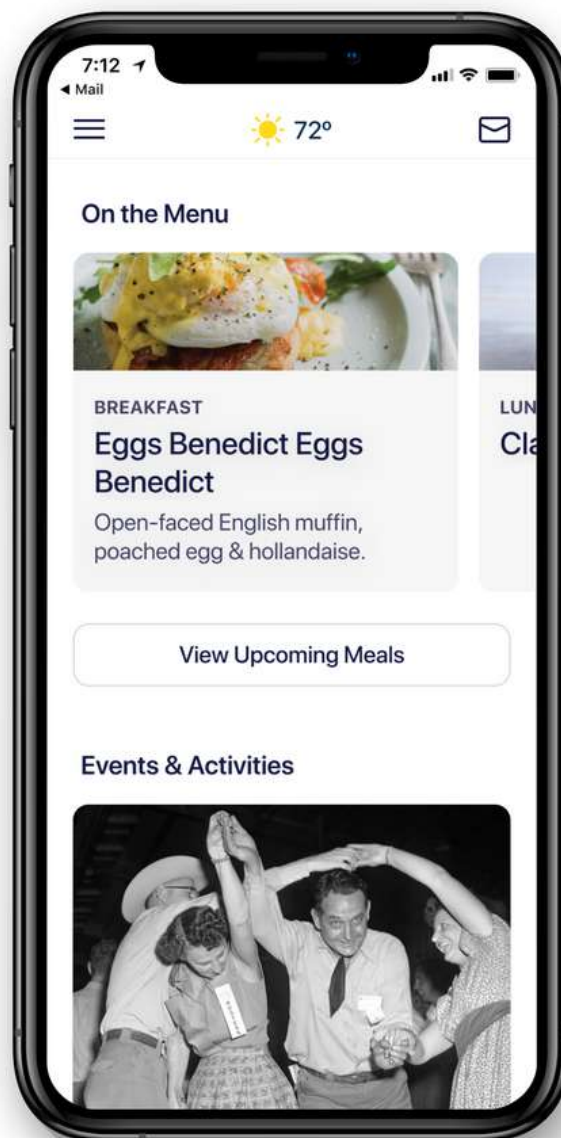 7:12
◀ Mail
72º
On the Menu
BREAKFAST
Eggs Benedict Eggs
Benedict
Open-faced English muffin,
poached egg & hollandaise.
LUN
Cla
View Upcoming Meals
Events & Activities